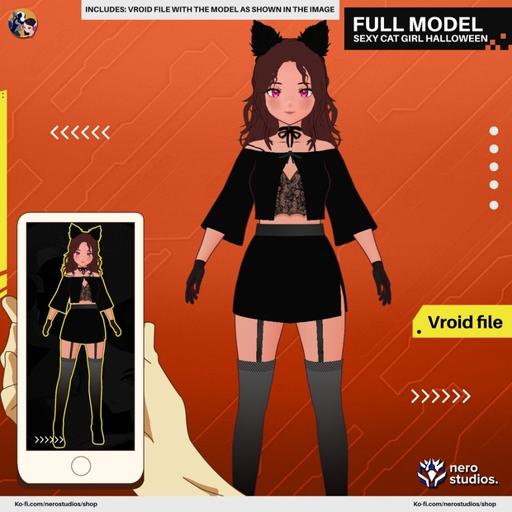 INCLUDES: VROID FILE WITH THE MODEL AS SHOWN IN THE IMAGE
FULL MODEL
SEXY CAT GIRL HALLOWEEN
Vroid file
nero
studios.
Ko-fi.com/nerostudios/shop
Ko-fi.com/nerostudios/shop